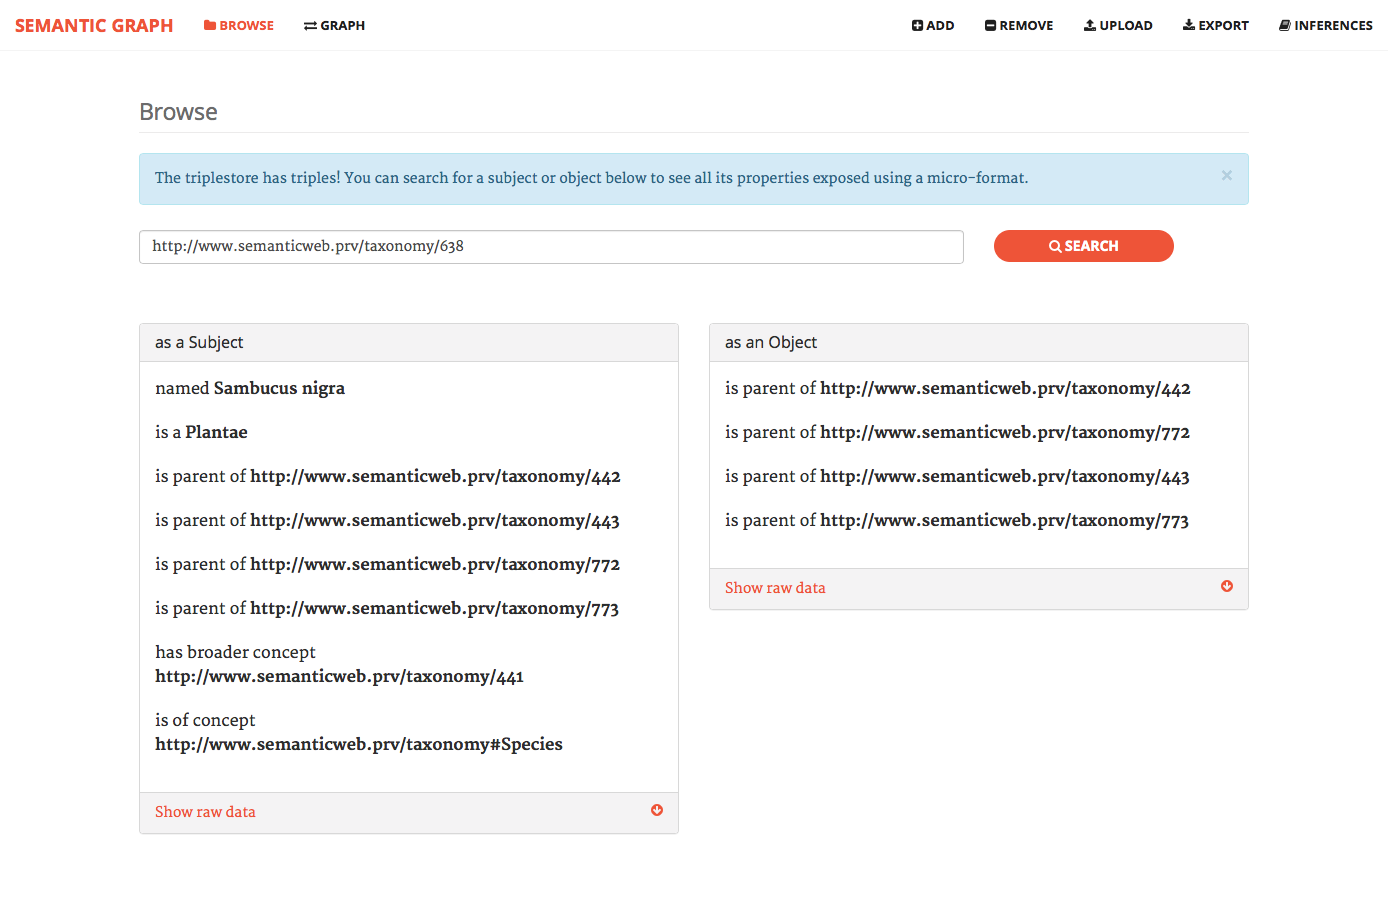 SEMANTIC GRAPH BROWSE GRAPH ADD REMOVE UPLOAD EXPORT INFERENCES
Browse
The triplestore has triples! You can search for a subject or object below to see all its properties exposed using a micro-format. ×
http://www.semanticweb.prv/taxonomy/638 SEARCH
as a Subject
named Sambucus nigra
is a Plantae
is parent of http://www.semanticweb.prv/taxonomy/442
is parent of http://www.semanticweb.prv/taxonomy/443
is parent of http://www.semanticweb.prv/taxonomy/772
is parent of http://www.semanticweb.prv/taxonomy/773
has broader concept
http://www.semanticweb.prv/taxonomy/441
is of concept
http://www.semanticweb.prv/taxonomy#Species
Show raw data
as an Object
is parent of http://www.semanticweb.prv/taxonomy/442
is parent of http://www.semanticweb.prv/taxonomy/772
is parent of http://www.semanticweb.prv/taxonomy/443
is parent of http://www.semanticweb.prv/taxonomy/773
Show raw data